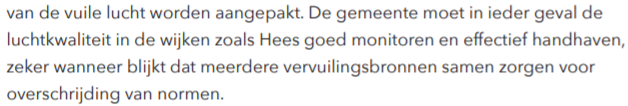 van de vuile lucht worden aangepakt. De gemeente moet in ieder geval de
luchtkwaliteit in de wijken zoals Hees goed monitoren en effectief handhaven,
zeker wanneer blijkt dat meerdere vervuilingsbronnen samen zorgen voor
overschrijding van normen.